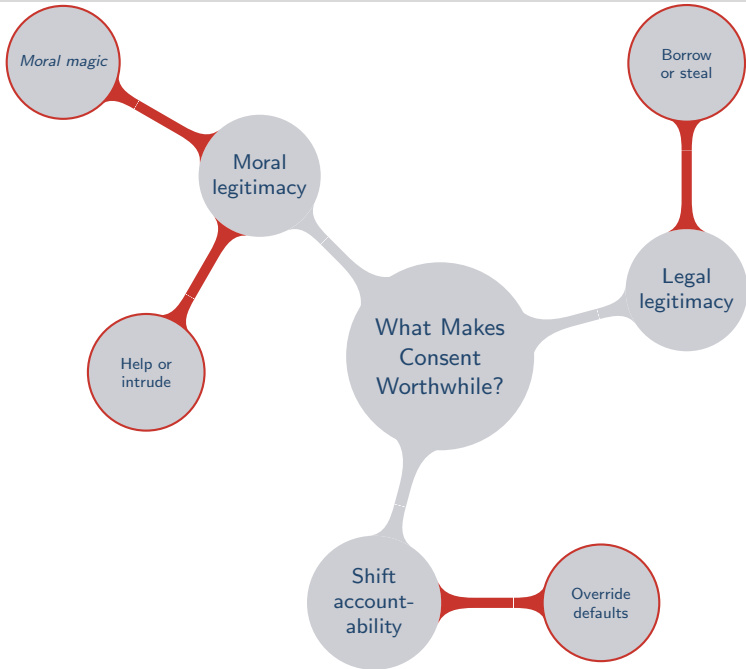 Moral magic
Borrow
or steal
Moral
legitimacy
Legal
legitimacy
What Makes
Consent
Worthwhile?
Help or
intrude
Shift
account-
ability
Override
defaults